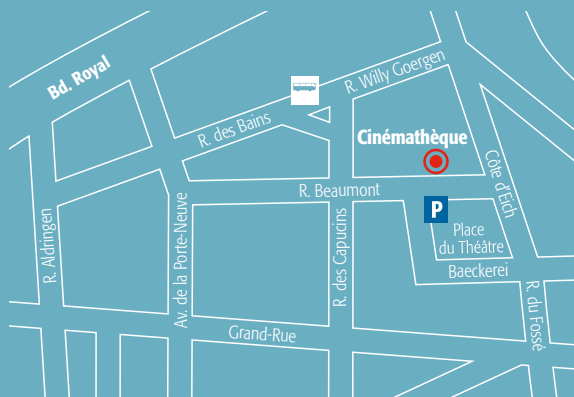 Bd. Royal
R. Willy Goergen
R. des Bains
Cinémathèque
Côte d'Eich
R. Beaumont
P
Place
du Théâtre
Baeckerei
R. Aldringen
Av. de la Porte-Neuve
R. des Capucins
R. du Fossé
Grand-Rue